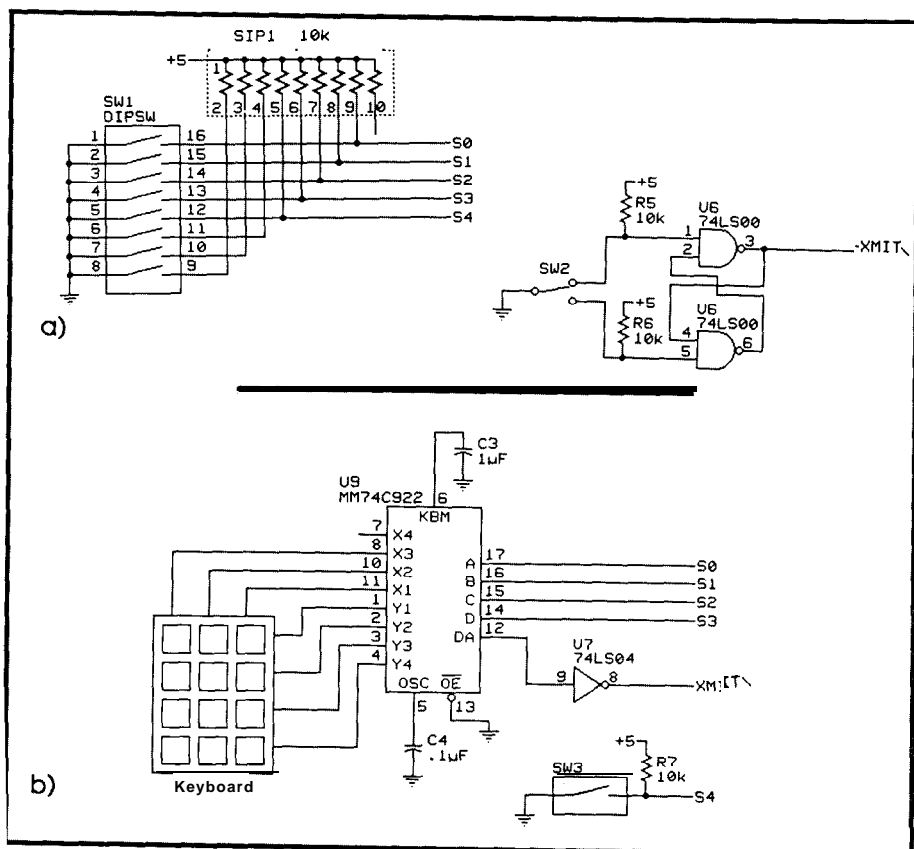 SIP1 10k
+5
1
2 3 4 5 6 7 8 9 10
SW1
DIPSW
1 16 S0
2 15 S1
3 14 S2
4 13 S3
5 12 S4
6 11
7 10
8 9
a)
+5
R5
10k
U6
74LS00
1
2
3
XMIT\
SW2
+5
R6
10k
U6
74LS00
4
5
6
C3
1µF
U9
MM74C922
6
KBM
7 X4
8 X3
10 X2
11 X1
1 Y1
2 Y2
3 Y3
4 Y4
A 17 S0
B 16 S1
C 15 S2
D 14 S3
DA 12
OSC OE
5 13
U7
74LS04
9 8
XMIT\
C4
.1µF
Keyboard
b)
+5
SW3
R7
10k
S4